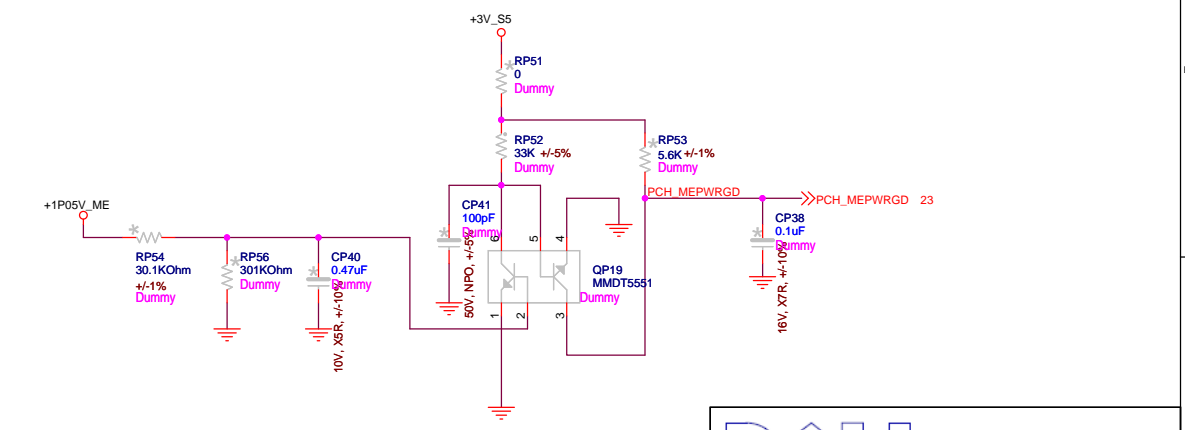 +3V_S5
RP51
0
Dummy
RP52
33K +/-5%
Dummy
RP53
5.6K +/-1%
Dummy
PCH_MEPWRGD
PCH_MEPWRGD 23
+1P05V_ME
CP41
100pF
Dummy
50V, NPO, +/-5%
6
5
4
CP38
0.1uF
Dummy
16V, X7R, +/-10%
RP54
30.1KOhm
+/-1%
Dummy
RP56
301KOhm
Dummy
CP40
0.47uF
Dummy
10V, X5R, +/-10%
QP19
MMDT5551
Dummy
1
2
3